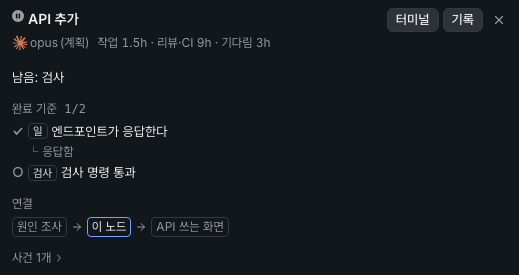 API 추가 터미널 기록
opus (계획) 작업 1.5h · 리뷰·CI 9h · 기다림 3h
남음: 검사
완료 기준 1/2
일 엔드포인트가 응답한다
└ 응답함
검사 검사 명령 통과
연결
원인 조사 → 이 노드 → API 쓰는 화면
사건 1개 >